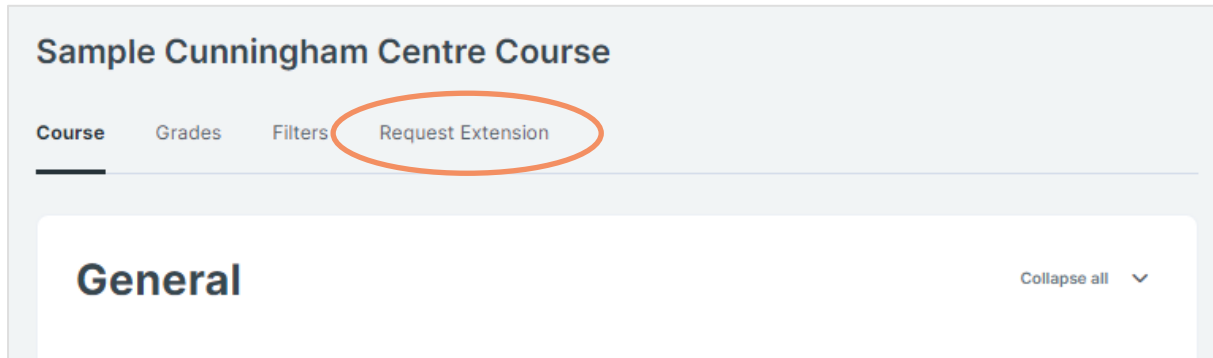 Sample Cunningham Centre Course
Course Grades Filters Request Extension
General Collapse all